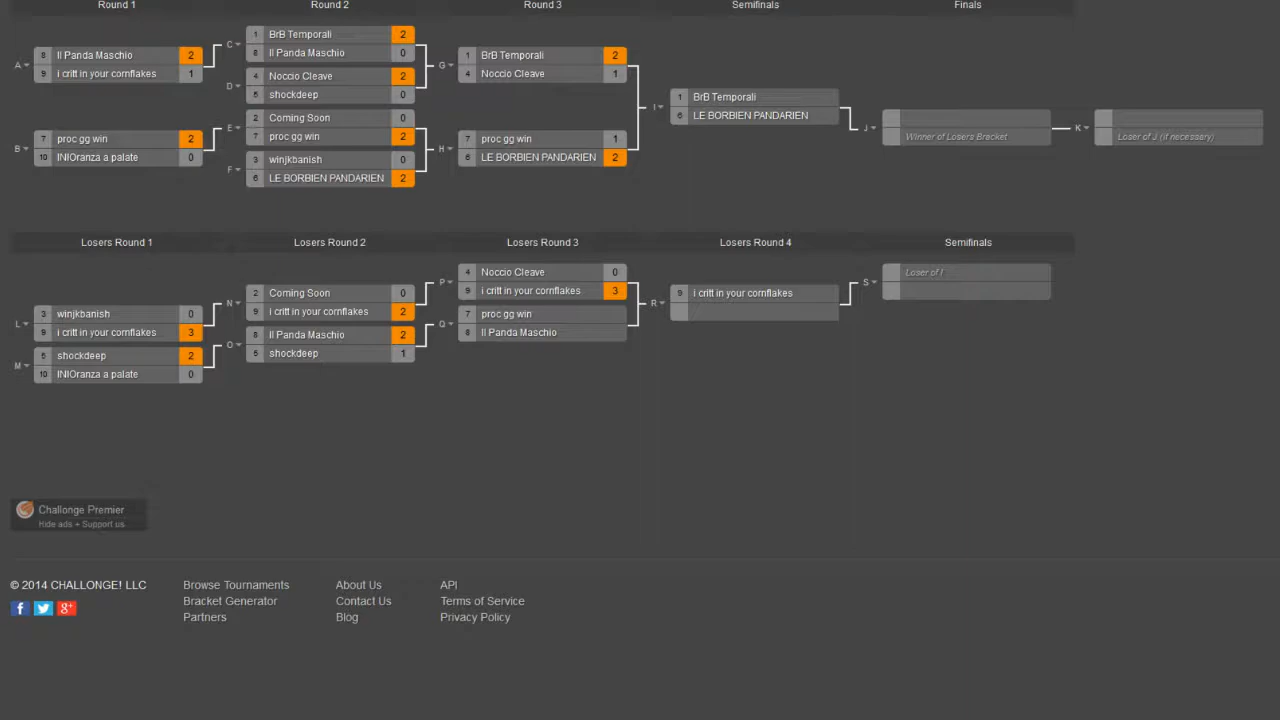 Round 1
Round 2
Round 3
Semifinals
Finals
A
8 Il Panda Maschio 2
9 i critt in your cornflakes 1
B
7 proc gg win 2
10 INIOranza a palate 0
C
1 BrB Temporali 2
8 Il Panda Maschio 0
D
4 Noccio Cleave 2
5 shockdeep 0
E
2 Coming Soon 0
7 proc gg win 2
F
3 winjkbanish 0
6 LE BORBIEN PANDARIEN 2
G
1 BrB Temporali 2
4 Noccio Cleave 1
H
7 proc gg win 1
6 LE BORBIEN PANDARIEN 2
I
1 BrB Temporali
6 LE BORBIEN PANDARIEN
J
Winner of Losers Bracket
K
Loser of J (if necessary)
Losers Round 1
Losers Round 2
Losers Round 3
Losers Round 4
Semifinals
L
3 winjkbanish 0
9 i critt in your cornflakes 3
M
5 shockdeep 2
10 INIOranza a palate 0
N
2 Coming Soon 0
9 i critt in your cornflakes 2
O
8 Il Panda Maschio 2
5 shockdeep 1
P
4 Noccio Cleave 0
9 i critt in your cornflakes 3
Q
7 proc gg win
8 Il Panda Maschio
R
9 i critt in your cornflakes
S
Loser of I
Challonge Premier
Hide ads + Support us
© 2014 CHALLONGE! LLC
Browse Tournaments
Bracket Generator
Partners
About Us
Contact Us
Blog
API
Terms of Service
Privacy Policy